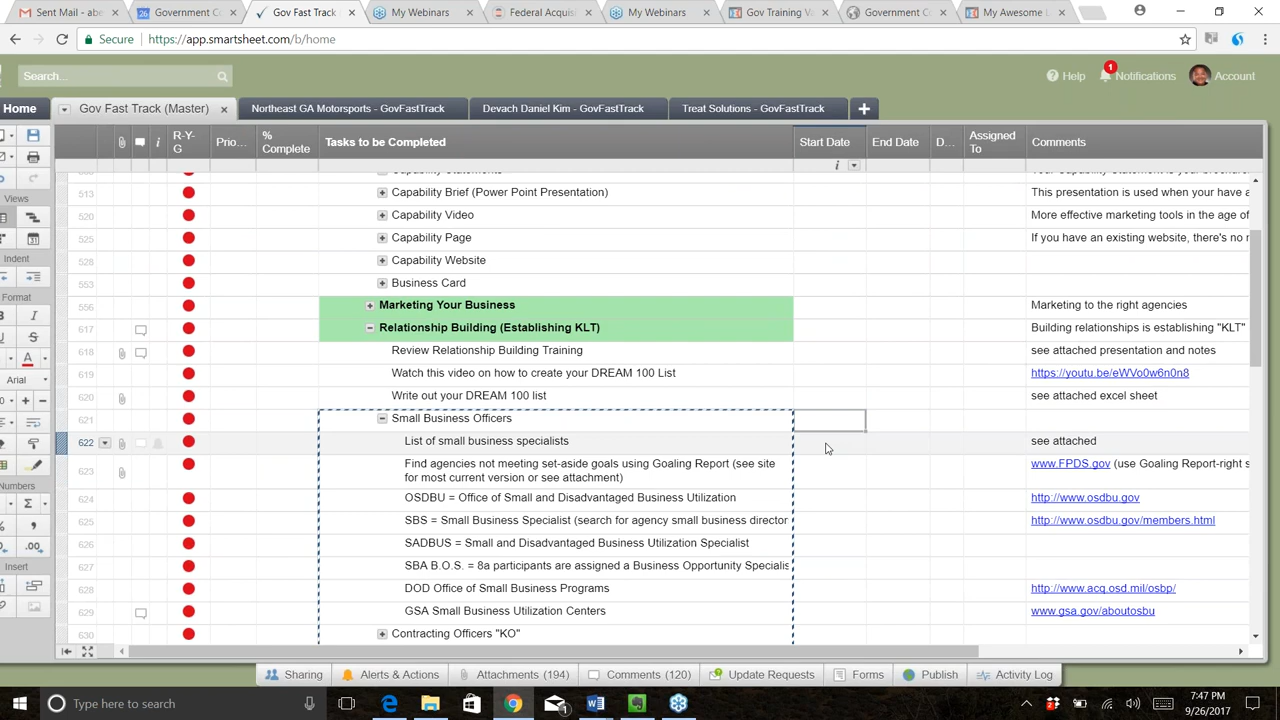 Sent Mail - abe
Government C
Gov Fast Track
My Webinars
Federal Acquisi
My Webinars
Gov Training V
Government C
My Awesome D
Secure
https://app.smartsheet.com/b/home
Search...
Help
1
Notifications
Account
Home
Gov Fast Track (Master)
Northeast GA Motorsports - GovFastTrack
Devach Daniel Kim - GovFastTrack
Treat Solutions - GovFastTrack
R-Y-G
Prio...
% Complete
Tasks to be Completed
Start Date
End Date
D...
Assigned To
Comments
Capability Statements
513 Capability Brief (Power Point Presentation) This presentation is used when your have a
520 Capability Video More effective marketing tools in the age of
525 Capability Page If you have an existing website, there's no r
528 Capability Website
553 Business Card
556 Marketing Your Business Marketing to the right agencies
617 Relationship Building (Establishing KLT) Building relationships is establishing "KLT"
618 Review Relationship Building Training see attached presentation and notes
619 Watch this video on how to create your DREAM 100 List https://youtu.be/eWVo0w6n0n8
620 Write out your DREAM 100 list see attached excel sheet
621 Small Business Officers
622 List of small business specialists see attached
623 Find agencies not meeting set-aside goals using Goaling Report (see site www.FPDS.gov (use Goaling Report-right s
for most current version or see attachment)
624 OSDBU = Office of Small and Disadvantaged Business Utilization http://www.osdbu.gov
625 SBS = Small Business Specialist (search for agency small business director http://www.osdbu.gov/members.html
626 SADBUS = Small and Disadvantaged Business Utilization Specialist
627 SBA B.O.S. = 8a participants are assigned a Business Opportunity Specialis
628 DOD Office of Small Business Programs http://www.acq.osd.mil/osbp/
629 GSA Small Business Utilization Centers www.gsa.gov/aboutosbu
630 Contracting Officers "KO"
Views
Indent
Format
Arial
Numbers
Insert
Sharing
Alerts & Actions
Attachments (194)
Comments (120)
Update Requests
Forms
Publish
Activity Log
Type here to search
7:47 PM
9/26/2017